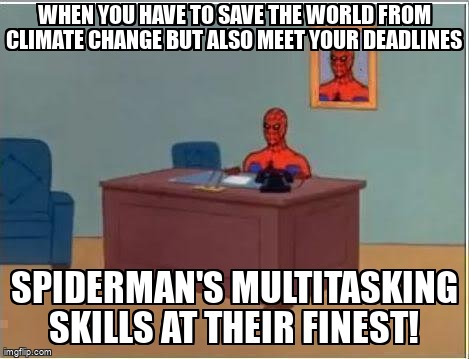 WHEN YOU HAVE TO SAVE THE WORLD FROM
CLIMATE CHANGE BUT ALSO MEET YOUR DEADLINES
SPIDERMAN'S MULTITASKING
SKILLS AT THEIR FINEST!
imgflip.com